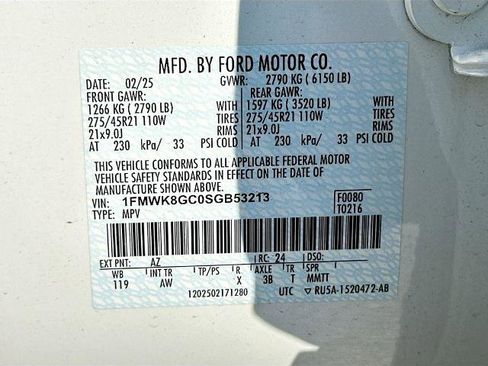 MFD. BY FORD MOTOR CO.
DATE: 02/25 GVWR: 2790 KG ( 6150 LB)
FRONT GAWR: REAR GAWR:
1266 KG ( 2790 LB) 1597 KG ( 3520 LB)
275/45R21 110W TIRES 275/45R21 110W TIRES
21x9.0J RIMS 21x9.0J RIMS
AT 230 kPa/ 33 PSI COLD AT 230 kPa/ 33 PSI COLD
THIS VEHICLE CONFORMS TO ALL APPLICABLE FEDERAL MOTOR
VEHICLE SAFETY STANDARDS IN EFFECT ON THE DATE OF
MANUFACTURE SHOWN ABOVE.
VIN: 1FMWK8GC0SGB53213 F0080
TYPE: MPV T0216
EXT PNT: AZ RC: 24 DSO:
WB INT TR TP/PS R AXLE TR SPR
119 AW X 3B T MMTT
1202502171280 UTC ▽ RU5A-1520472-AB